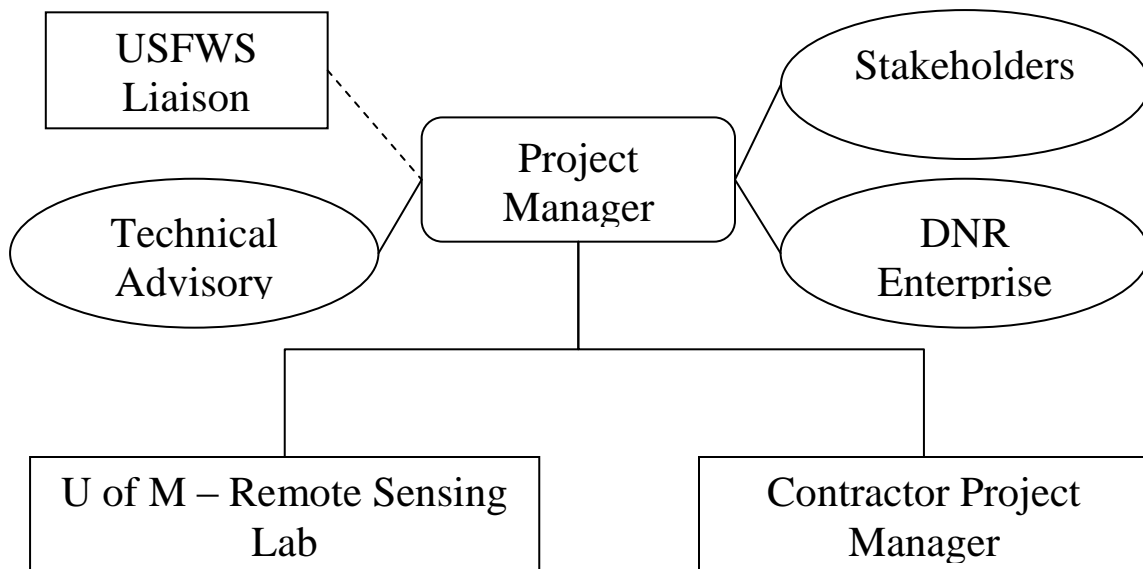 USFWS
Liaison
Stakeholders
Project
Manager
Technical
Advisory
DNR
Enterprise
U of M – Remote Sensing
Lab
Contractor Project
Manager